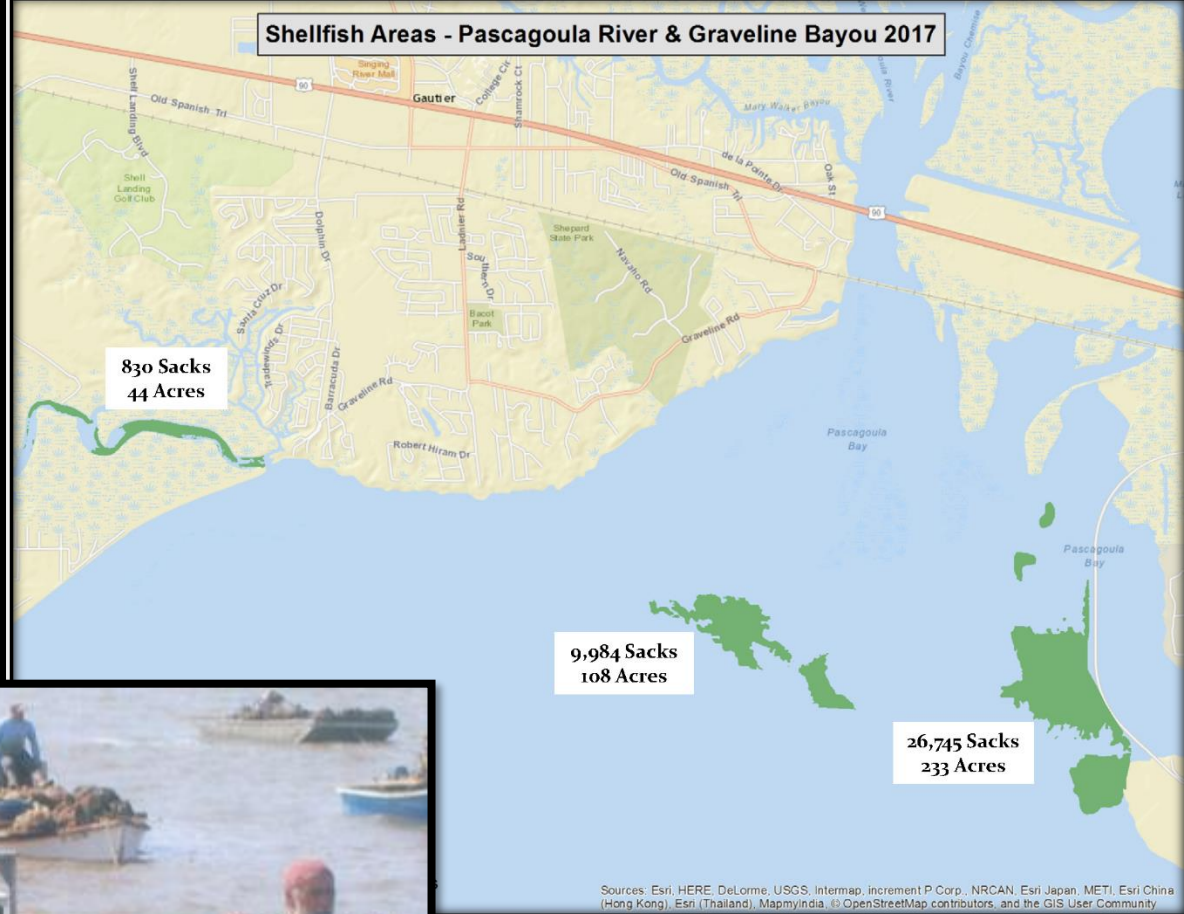 Shellfish Areas - Pascagoula River & Graveline Bayou 2017
Singing
River Mall
90
Gautier
College Cir
Shamrock Ct
Mary Walker Bayou
Bayou Chemise
Shell Landing Blvd
Old Spanish Trl
de la Pointe Dr
Oak St
Old Spanish Trl
90
Shell
Landing
Golf Club
Dolphin Dr
Ladnier Rd
Shepard
State Park
Navaho Rd
Southern Dr
Santa Cruz Dr
Bacot
Park
Graveline Rd
Tradewinds Dr
Barracuda Dr
Graveline Rd
830 Sacks
44 Acres
Robert Hiram Dr
Pascagoula
Bay
Pascagoula
Bay
9,984 Sacks
108 Acres
26,745 Sacks
233 Acres
Sources: Esri, HERE, DeLorme, USGS, Intermap, increment P Corp., NRCAN, Esri Japan, METI, Esri China
(Hong Kong), Esri (Thailand), MapmyIndia, © OpenStreetMap contributors, and the GIS User Community